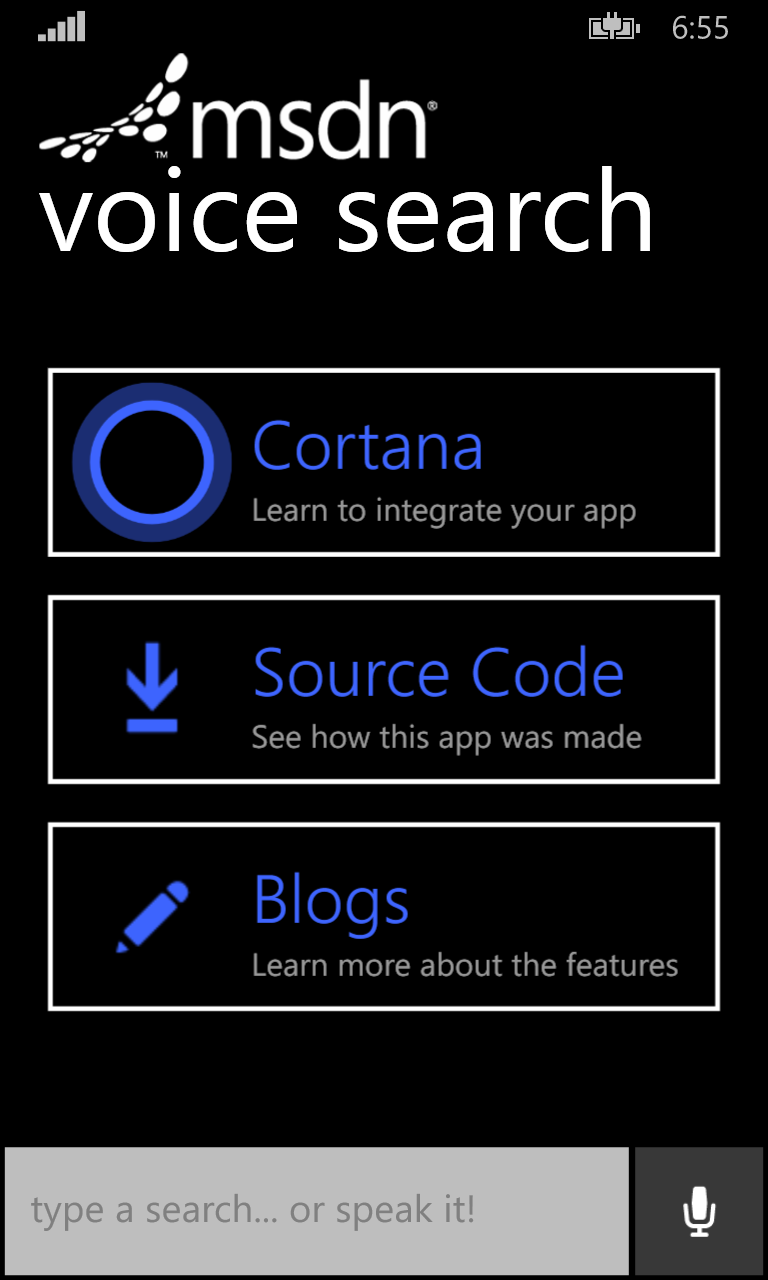 6:55
msdn®
™
voice search
Cortana
Learn to integrate your app
Source Code
See how this app was made
Blogs
Learn more about the features
type a search... or speak it!